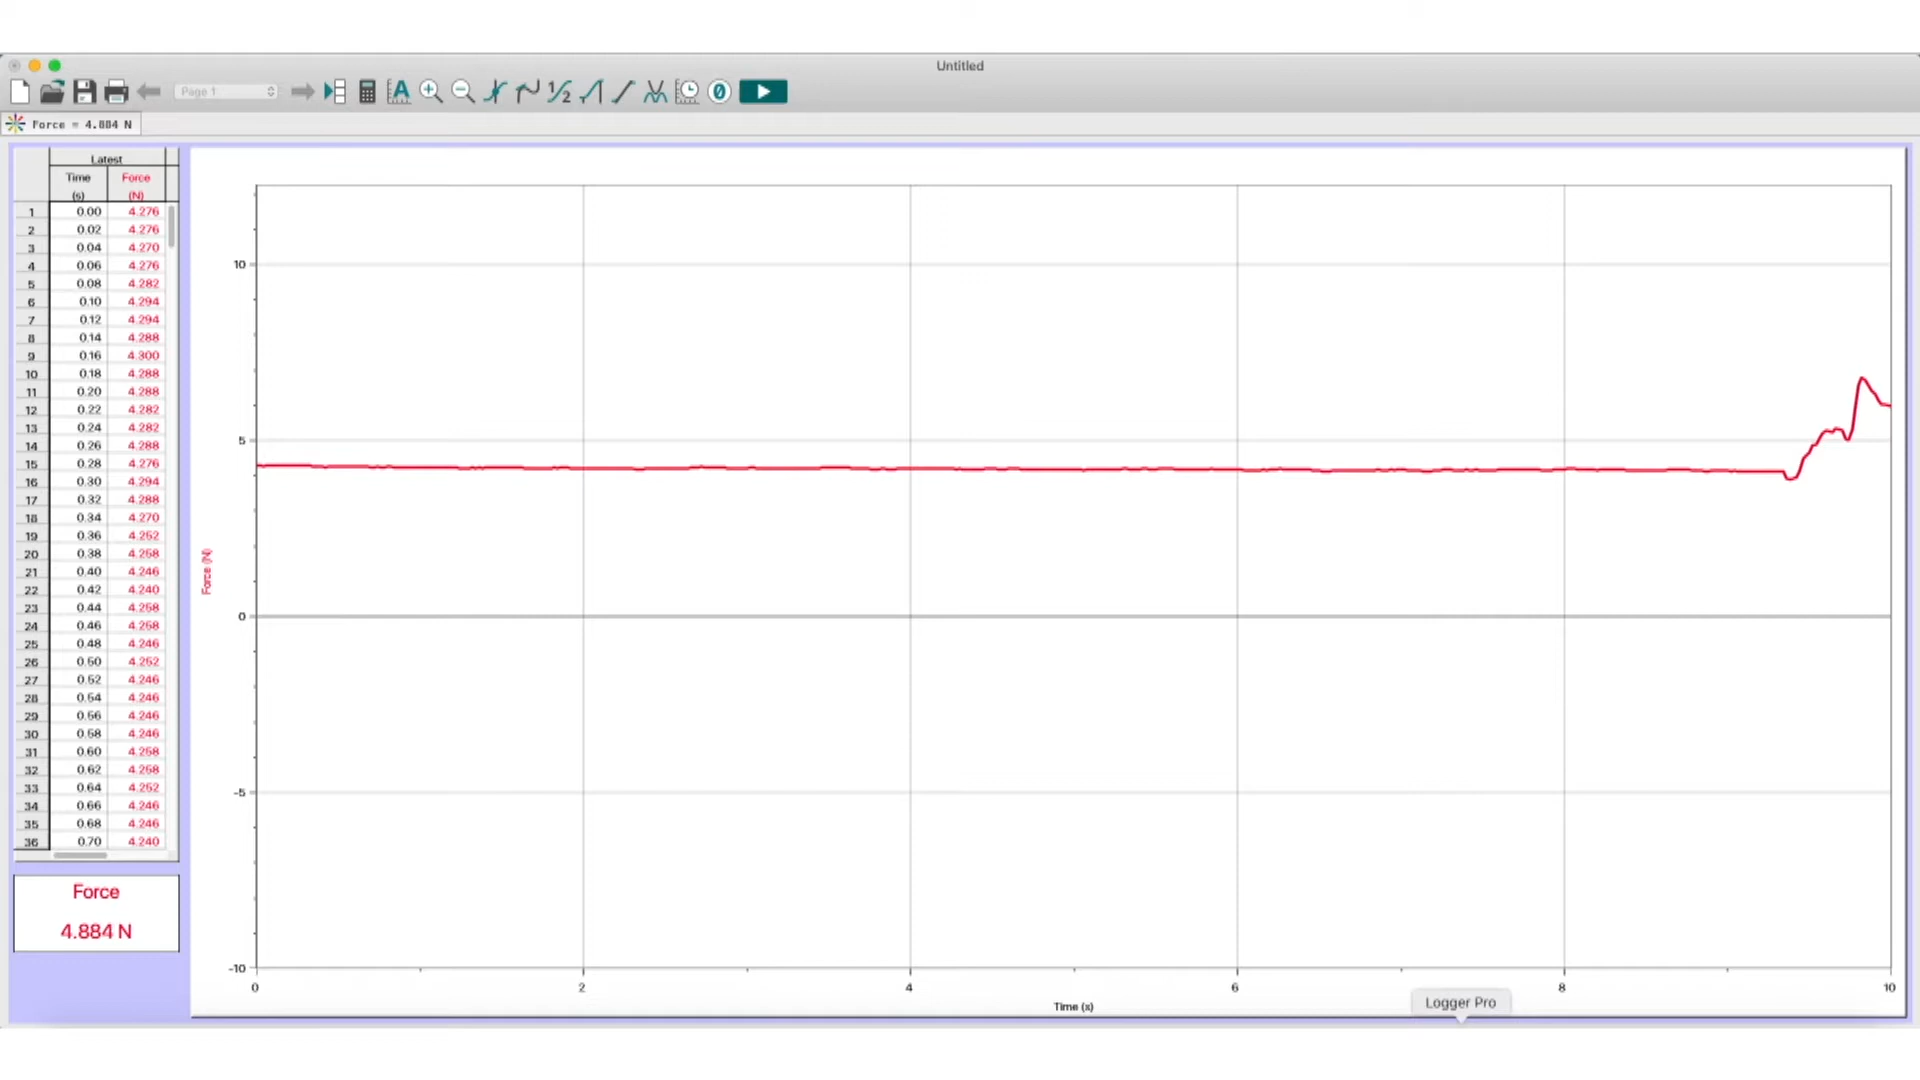 Untitled
Page 1
Force = 4.884 N
Latest
Time Force
(s) (N)
1 0.00 4.276
2 0.02 4.276
3 0.04 4.270
4 0.06 4.276
5 0.08 4.282
6 0.10 4.294
7 0.12 4.294
8 0.14 4.288
9 0.16 4.300
10 0.18 4.288
11 0.20 4.288
12 0.22 4.282
13 0.24 4.282
14 0.26 4.288
15 0.28 4.276
16 0.30 4.294
17 0.32 4.288
18 0.34 4.270
19 0.36 4.252
20 0.38 4.258
21 0.40 4.246
22 0.42 4.240
23 0.44 4.258
24 0.46 4.258
25 0.48 4.246
26 0.50 4.252
27 0.52 4.246
28 0.54 4.246
29 0.56 4.246
30 0.58 4.246
31 0.60 4.258
32 0.62 4.258
33 0.64 4.252
34 0.66 4.246
35 0.68 4.246
36 0.70 4.240
Force
4.884 N
Force (N)
10
5
0
-5
-10
0 2 4 6 8 10
Time (s)
Logger Pro